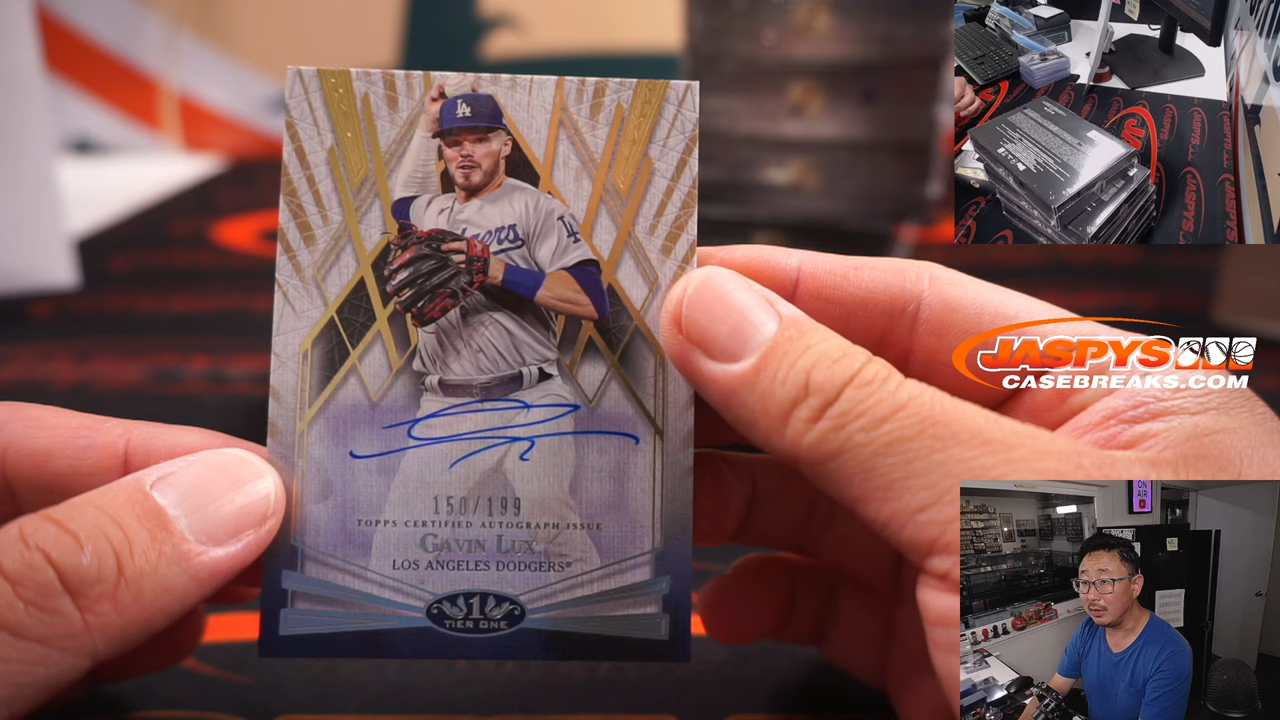 LA
Dodgers
LA
150/199
TOPPS CERTIFIED AUTOGRAPH ISSUE
GAVIN LUX
LOS ANGELES DODGERS®
1
TIER ONE
JASPYS
CASEBREAKS.COM
JASPYS
ON
AIR